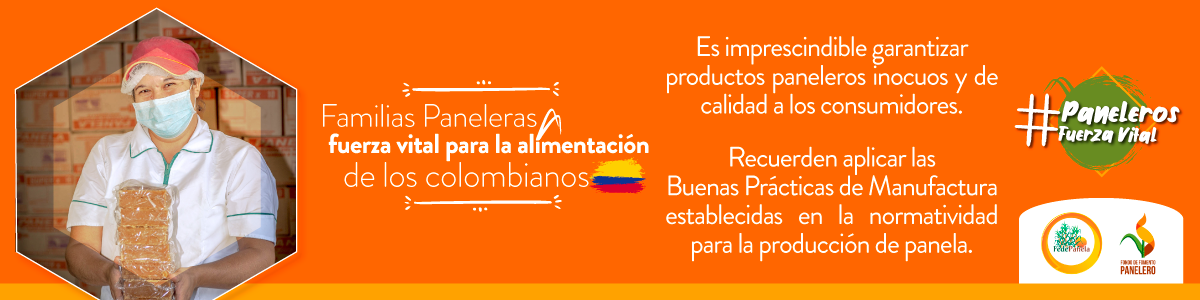 Familias Paneleras
fuerza vital para la alimentación
de los colombianos
Es imprescindible garantizar
productos paneleros inocuos y de
calidad a los consumidores.
Recuerden aplicar las
Buenas Prácticas de Manufactura
establecidas en la normatividad
para la producción de panela.
#Paneleros
Fuerza Vital
FedePanela
FONDO DE FOMENTO
PANELERO